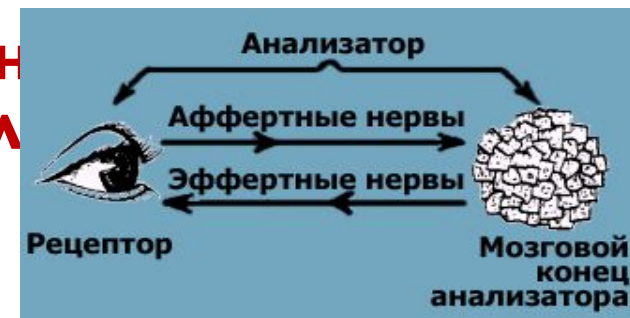 Анализатор
Аффертные нервы
Эффертные нервы
Рецептор
Мозговой
конец
анализатора